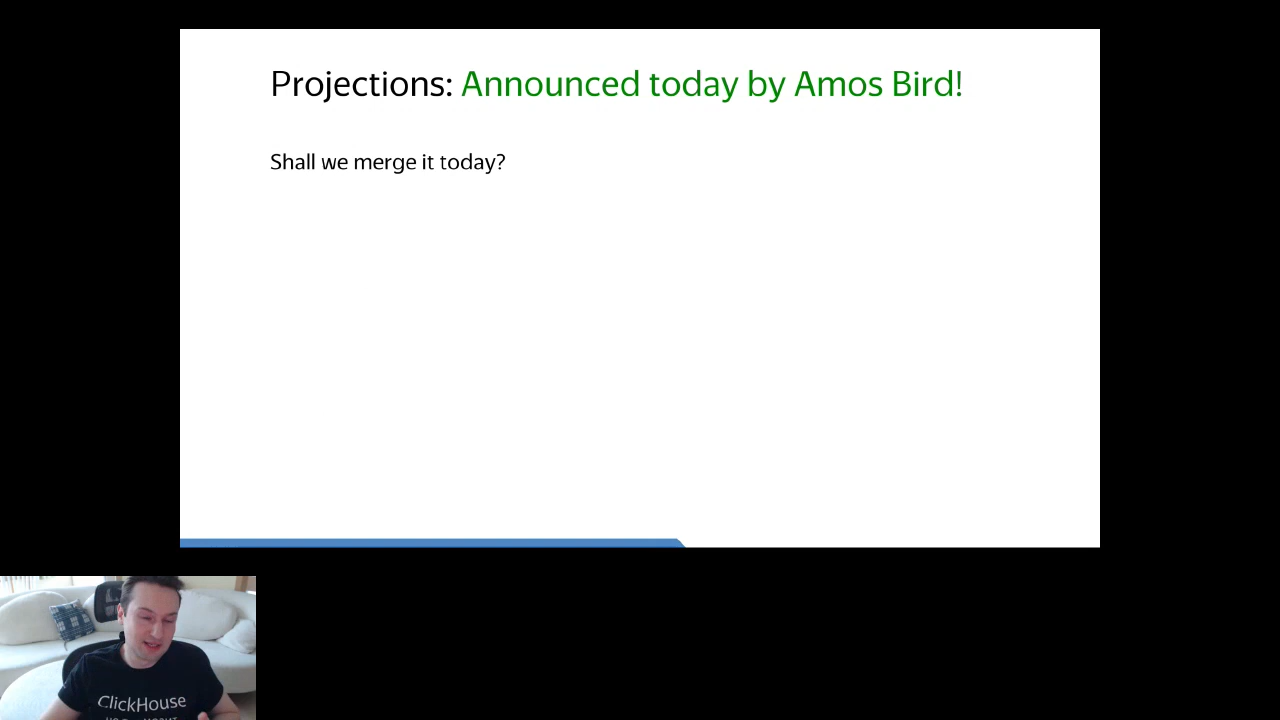 Projections: Announced today by Amos Bird!
Shall we merge it today?
ClickHouse